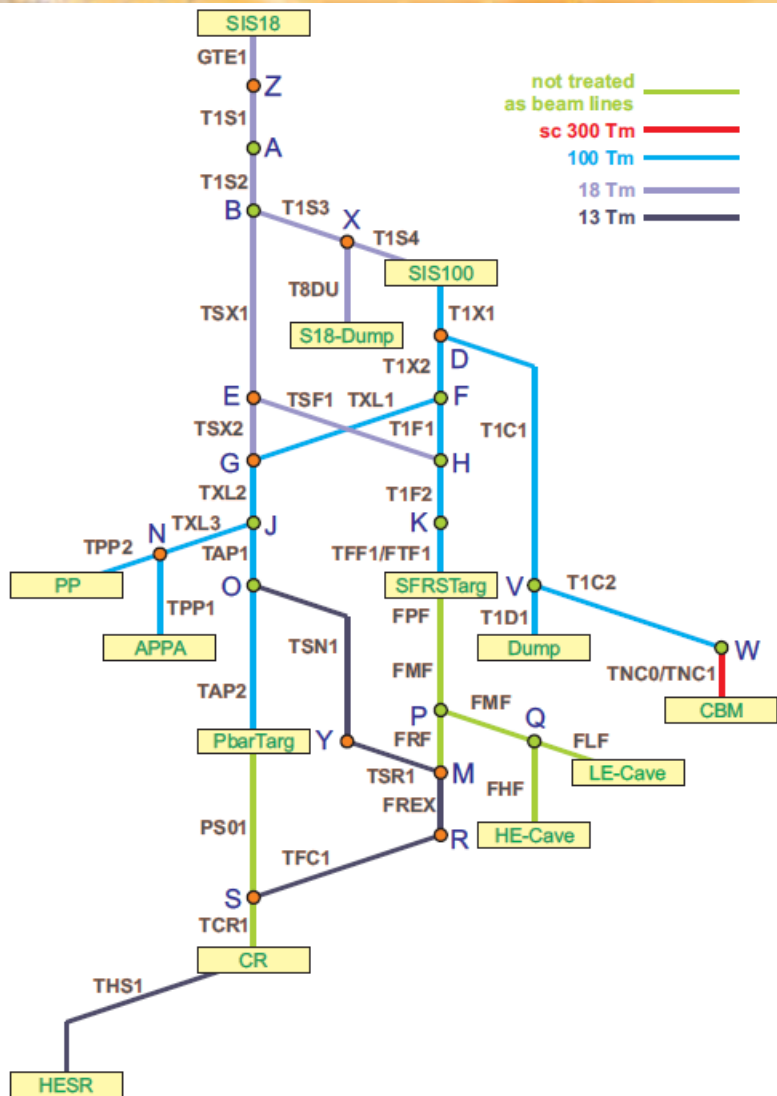 SIS18
GTE1
Z
not treated
as beam lines
T1S1
sc 300 Tm
A
100 Tm
T1S2
18 Tm
B
T1S3
X
13 Tm
T1S4
SIS100
T8DU
TSX1
T1X1
S18-Dump
D
T1X2
E
TSF1
TXL1
F
TSX2
T1F1
T1C1
G
H
TXL2
T1F2
N
TXL3
J
K
TPP2
TAP1
TFF1/FTF1
PP
O
SFRSTarg
V
T1C2
TPP1
FPF
T1D1
APPA
TSN1
Dump
W
FMF
TNC0/TNC1
TAP2
CBM
P
FMF
Q
PbarTarg
Y
FRF
FLF
TSR1
M
LE-Cave
FREX
FHF
PS01
R
HE-Cave
TFC1
S
TCR1
CR
THS1
HESR